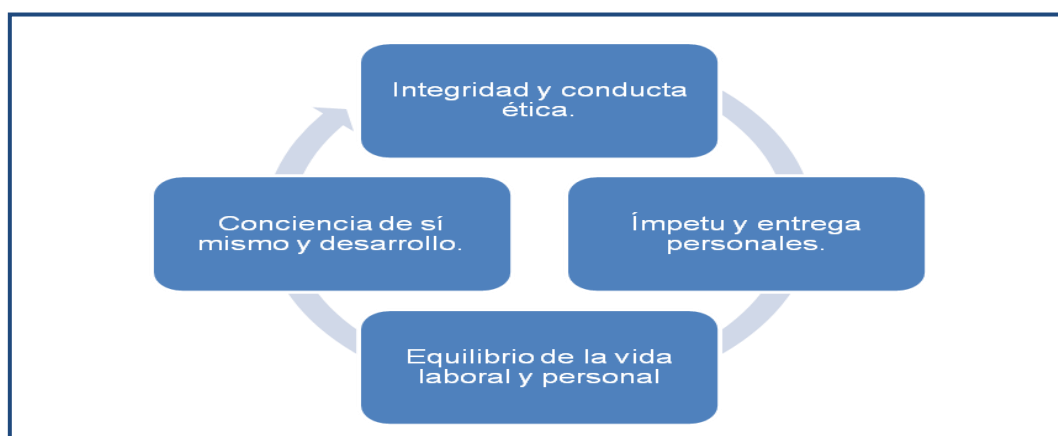 Integridad y conducta
ética.
Ímpetu y entrega
personales.
Equilibrio de la vida
laboral y personal
Conciencia de sí
mismo y desarrollo.